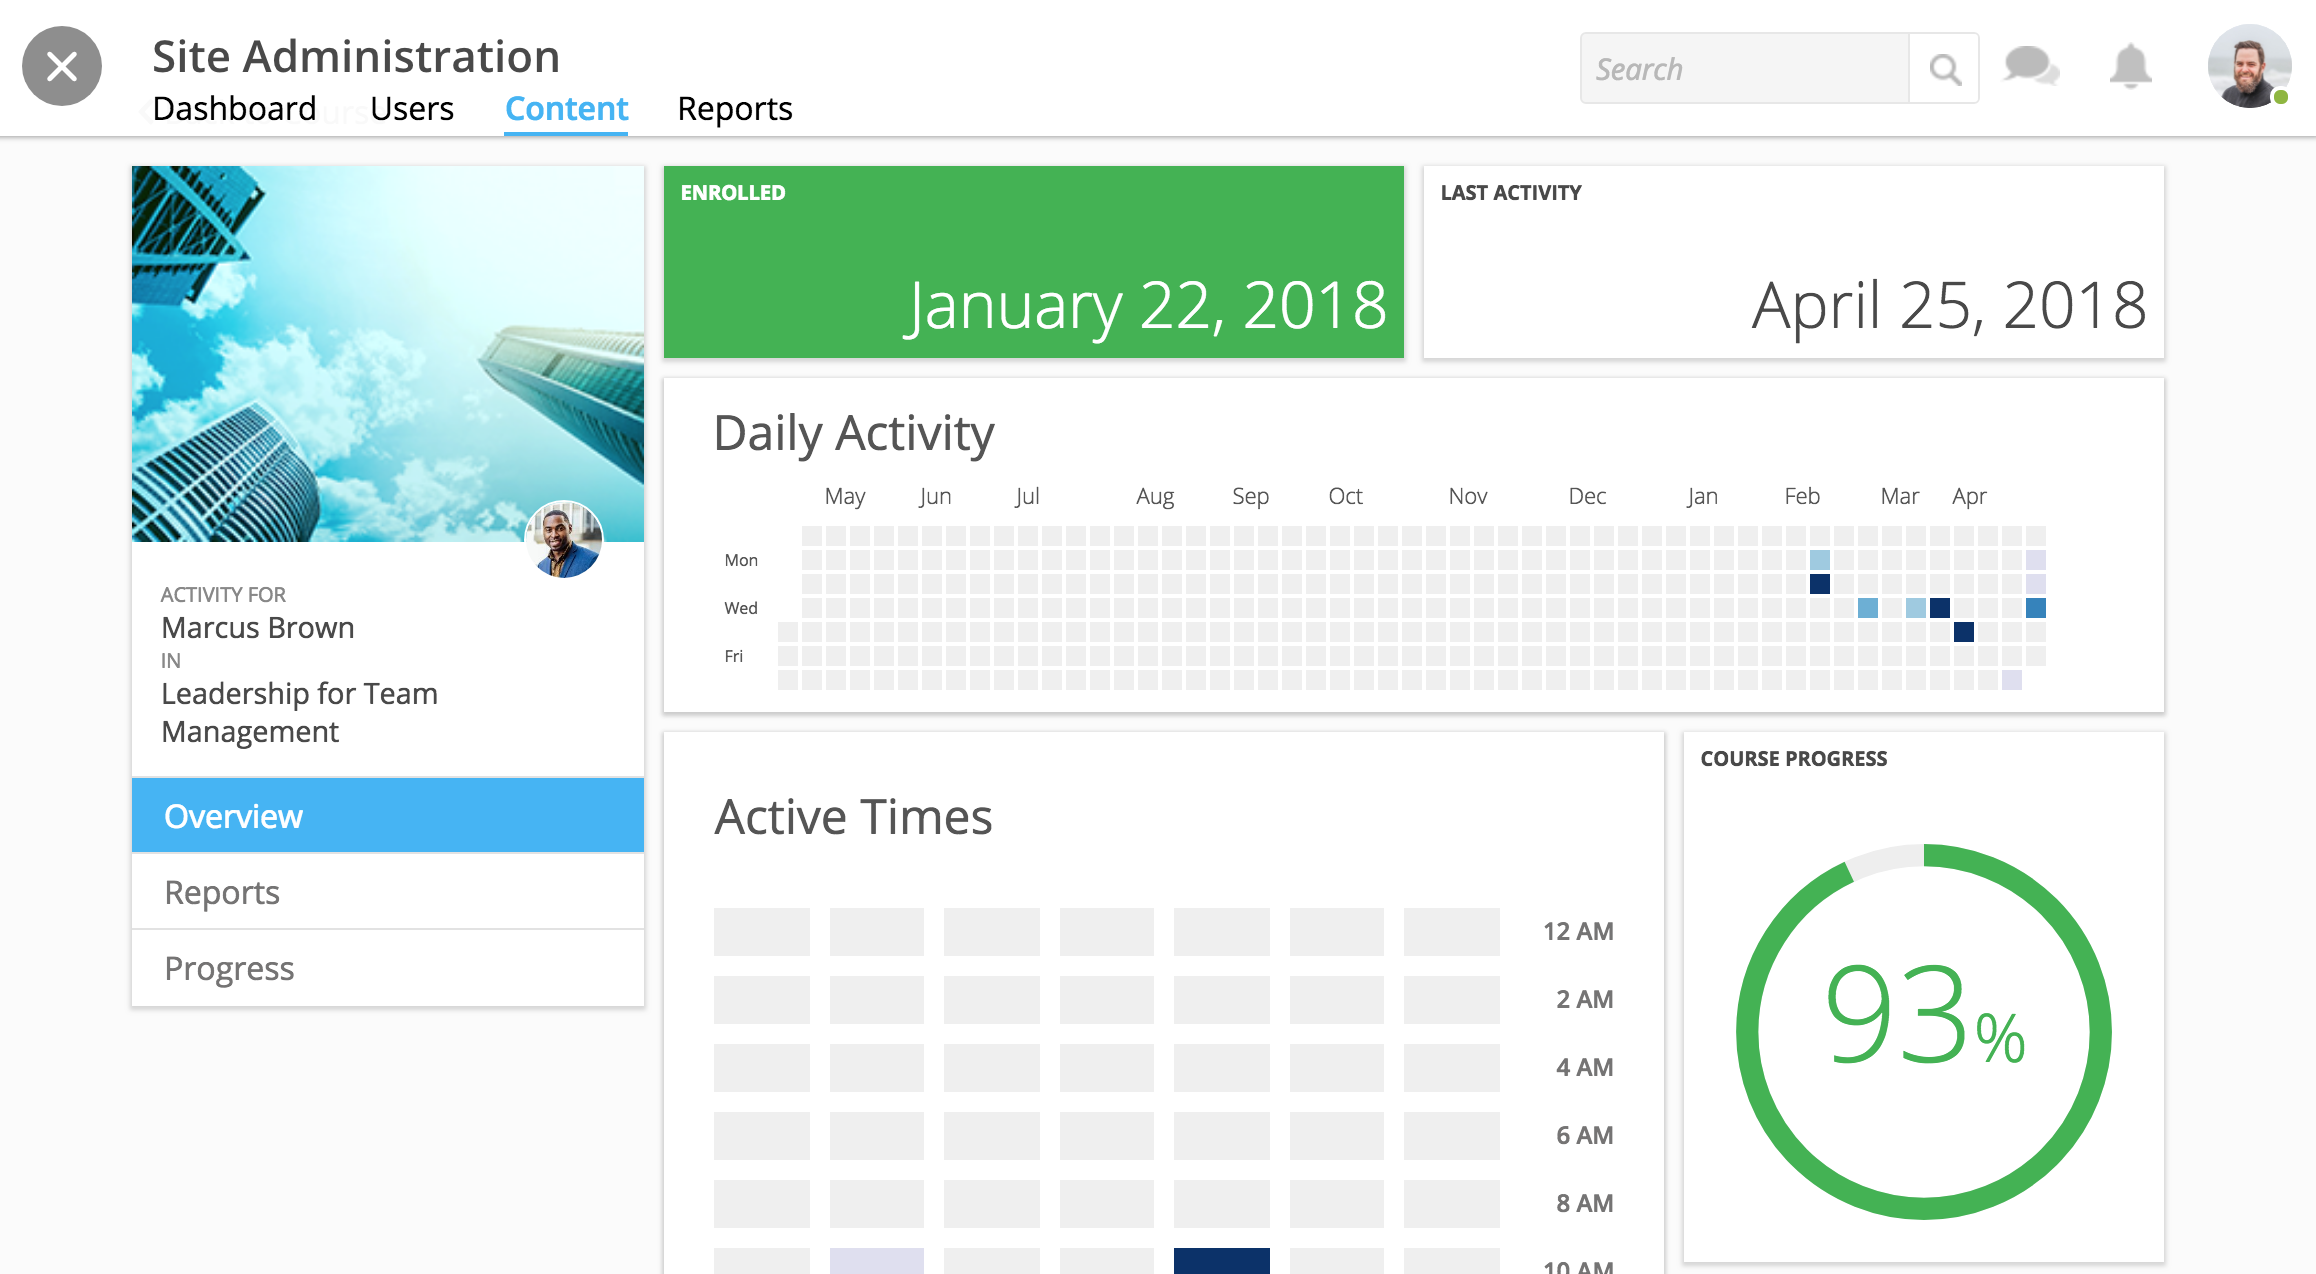 Site Administration
Search
Dashboard Users Content Reports
ENROLLED
January 22, 2018
LAST ACTIVITY
April 25, 2018
ACTIVITY FOR
Marcus Brown
IN
Leadership for Team
Management
Overview
Reports
Progress
Daily Activity
May Jun Jul Aug Sep Oct Nov Dec Jan Feb Mar Apr
Mon
Wed
Fri
Active Times
12 AM
2 AM
4 AM
6 AM
8 AM
10 AM
COURSE PROGRESS
93%